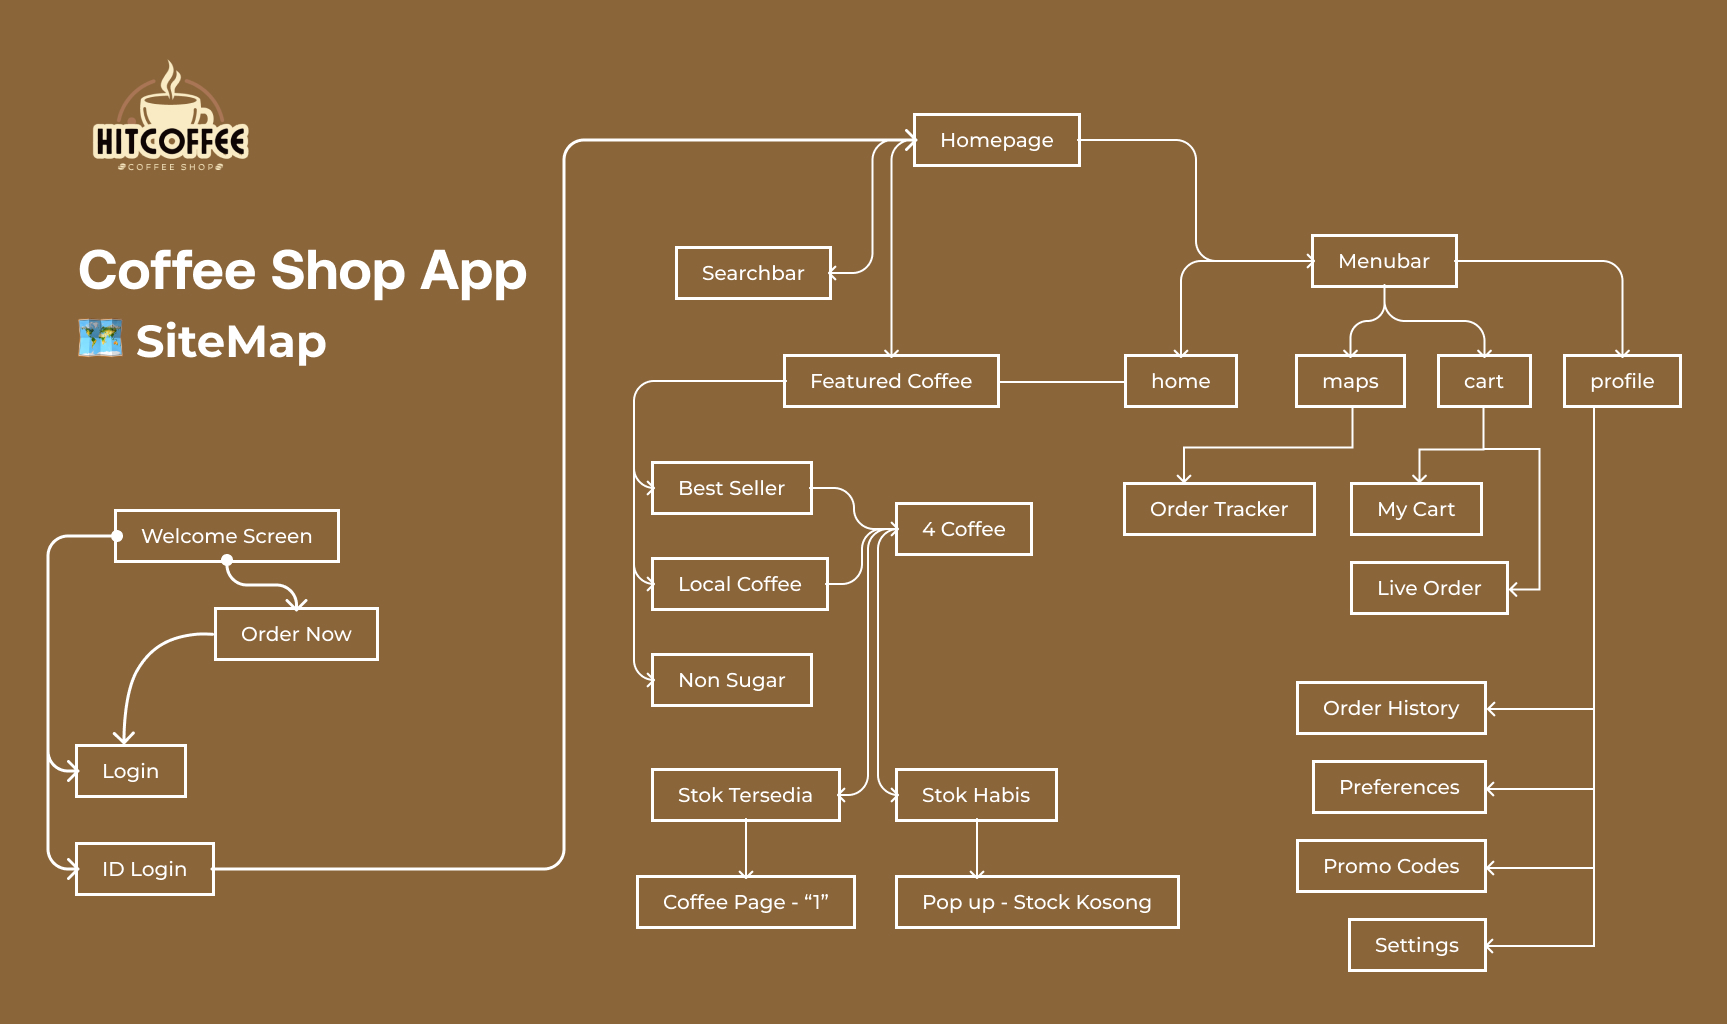 HITCOFFEE
COFFEE SHOP
Coffee Shop App
SiteMap
Welcome Screen
Order Now
Login
ID Login
Homepage
Searchbar
Menubar
Featured Coffee
home
maps
cart
profile
Best Seller
4 Coffee
Local Coffee
Non Sugar
Order Tracker
My Cart
Live Order
Stok Tersedia
Stok Habis
Coffee Page - “1”
Pop up - Stock Kosong
Order History
Preferences
Promo Codes
Settings